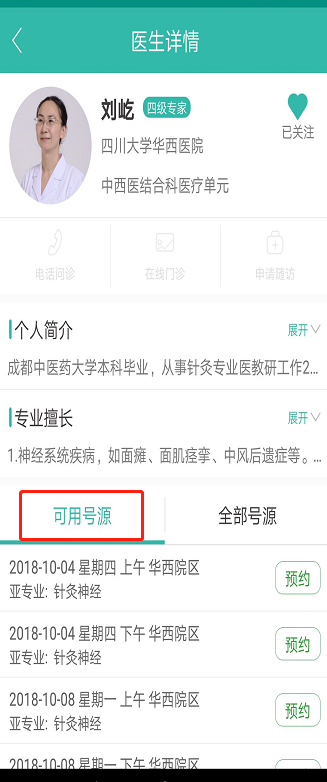 医生详情
刘屹 四级专家
四川大学华西医院
已关注
中西医结合科医疗单元
电话问诊 在线门诊 申请随访
个人简介 展开
成都中医药大学本科毕业，从事针灸专业医教研工作2...
专业擅长 展开
1.神经系统疾病，如面瘫、面肌痉挛、中风后遗症等。...
可用号源 全部号源
2018-10-04 星期四 上午 华西院区
预约
亚专业: 针灸神经
2018-10-04 星期四 下午 华西院区
预约
亚专业: 针灸神经
2018-10-08 星期一 上午 华西院区
预约
亚专业: 针灸神经
2018-10-08 星期一 下午 华西院区